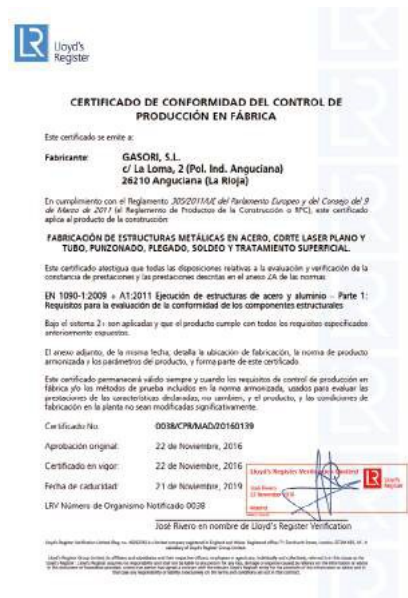 LR
Lloyd's
Register
CERTIFICADO DE CONFORMIDAD DEL CONTROL DE
PRODUCCIÓN EN FÁBRICA
Este certificado se emite a:
Fabricante: GASORI, S.L.
c/ La Loma, 2 (Pol. Ind. Anguciana)
26210 Anguciana (La Rioja)
En cumplimiento con el Reglamento 305/2011/UE del Parlamento Europeo y del Consejo del 9
de Marzo de 2011 (el Reglamento de Productos de la Construcción o RPC), este certificado
aplica al producto de la construcción:
FABRICACIÓN DE ESTRUCTURAS METÁLICAS EN ACERO, CORTE LASER PLANO Y
TUBO, PUNZONADO, PLEGADO, SOLDEO Y TRATAMIENTO SUPERFICIAL.
Este certificado atestigua que todas las disposiciones relativas a la evaluación y verificación de la
constancia de prestaciones y las prestaciones descritas en el anexo ZA de las normas
EN 1090-1:2009 + A1:2011 Ejecución de estructuras de acero y aluminio – Parte 1:
Requisitos para la evaluación de la conformidad de los componentes estructurales
Bajo el sistema 2+ son aplicadas y que el producto cumple con todos los requisitos especificados
anteriormente expuestos.
El anexo adjunto, de la misma fecha, detalla la ubicación de fabricación, la norma de producto
armonizada y los parámetros del producto, y forma parte de este certificado.
Este certificado permanecerá válido siempre y cuando los requisitos de control de producción en
fábrica y/o los métodos de prueba incluidos en la norma armonizada, usados para evaluar las
prestaciones de las características declaradas, no cambien, y el producto, y las condiciones de
fabricación en la planta no sean modificadas significativamente.
Certificado No: 0038/CPR/MAD/20160139
Aprobación original: 22 de Noviembre, 2016
Certificado en vigor: 22 de Noviembre, 2016
Fecha de caducidad: 21 de Noviembre, 2019
LRV Número de Organismo Notificado 0038
Lloyd's Register Verification Limited
José Rivero
22 Noviembre
Madrid
LR
Lloyd's
Register
José Rivero en nombre de Lloyd's Register Verification